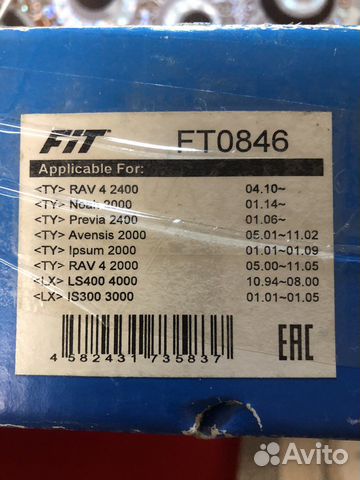 FIT FT0846
Applicable For:
<TY> RAV 4 2400 04.10~
<TY> Noah 2000 01.14~
<TY> Previa 2400 01.06~
<TY> Avensis 2000 05.01~11.02
<TY> Ipsum 2000 01.01~01.09
<TY> RAV 4 2000 05.00~11.05
<LX> LS400 4000 10.94~08.00
<LX> IS300 3000 01.01~01.05
4 582431 735837
EAC
Avito